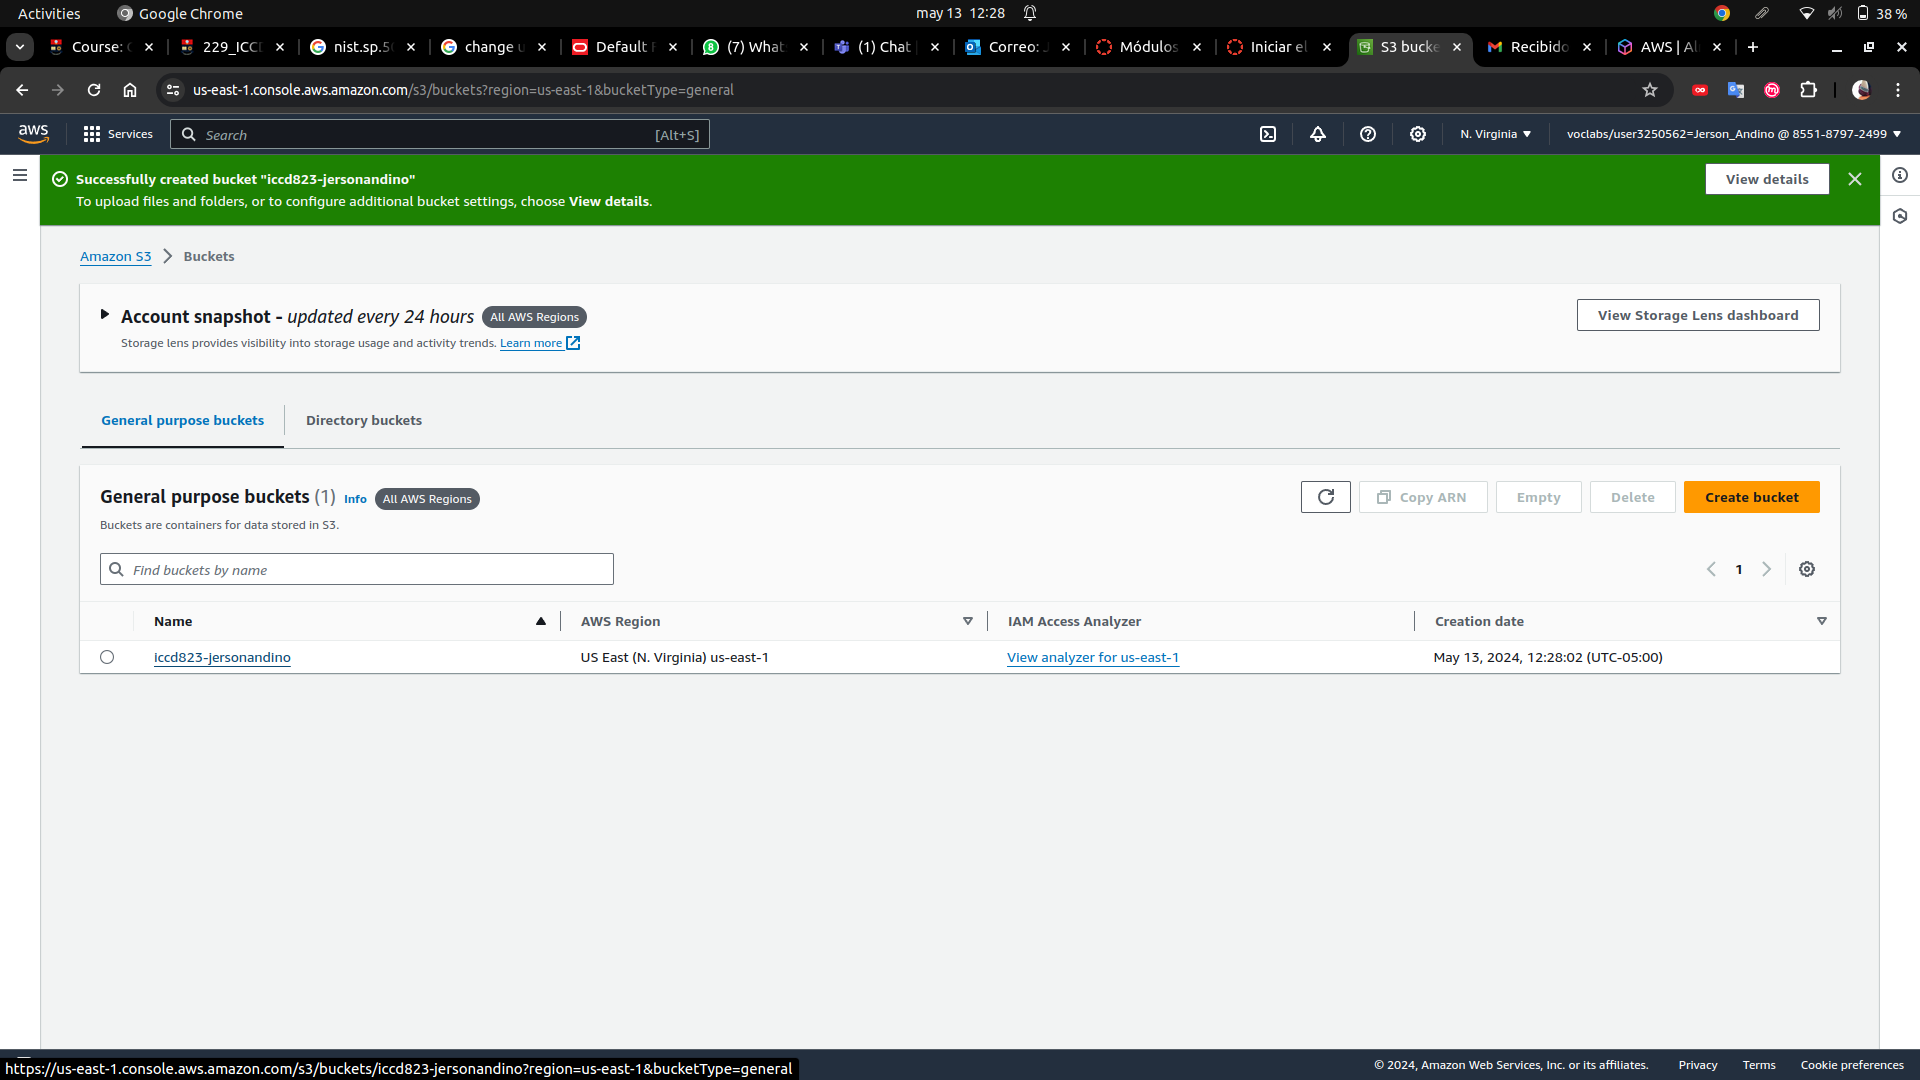 Activities
Google Chrome
may 13 12:28
38 %
Course:
229_ICCD
nist.sp.50
change u
Default
(7) What
(1) Chat
Correo:
Módulos
Iniciar el
S3 bucke
Recibido
AWS | Al
us-east-1.console.aws.amazon.com/s3/buckets?region=us-east-1&bucketType=general
aws
Services
Search
[Alt+S]
N. Virginia
voclabs/user3250562=Jerson_Andino @ 8551-8797-2499
Successfully created bucket "iccd823-jersonandino"
To upload files and folders, or to configure additional bucket settings, choose View details.
View details
Amazon S3
Buckets
Account snapshot - updated every 24 hours
All AWS Regions
Storage lens provides visibility into storage usage and activity trends. Learn more
View Storage Lens dashboard
General purpose buckets
Directory buckets
General purpose buckets (1)
Info
All AWS Regions
Buckets are containers for data stored in S3.
Copy ARN
Empty
Delete
Create bucket
Find buckets by name
1
Name
AWS Region
IAM Access Analyzer
Creation date
iccd823-jersonandino
US East (N. Virginia) us-east-1
View analyzer for us-east-1
May 13, 2024, 12:28:02 (UTC-05:00)
https://us-east-1.console.aws.amazon.com/s3/buckets/iccd823-jersonandino?region=us-east-1&bucketType=general
© 2024, Amazon Web Services, Inc. or its affiliates.
Privacy
Terms
Cookie preferences